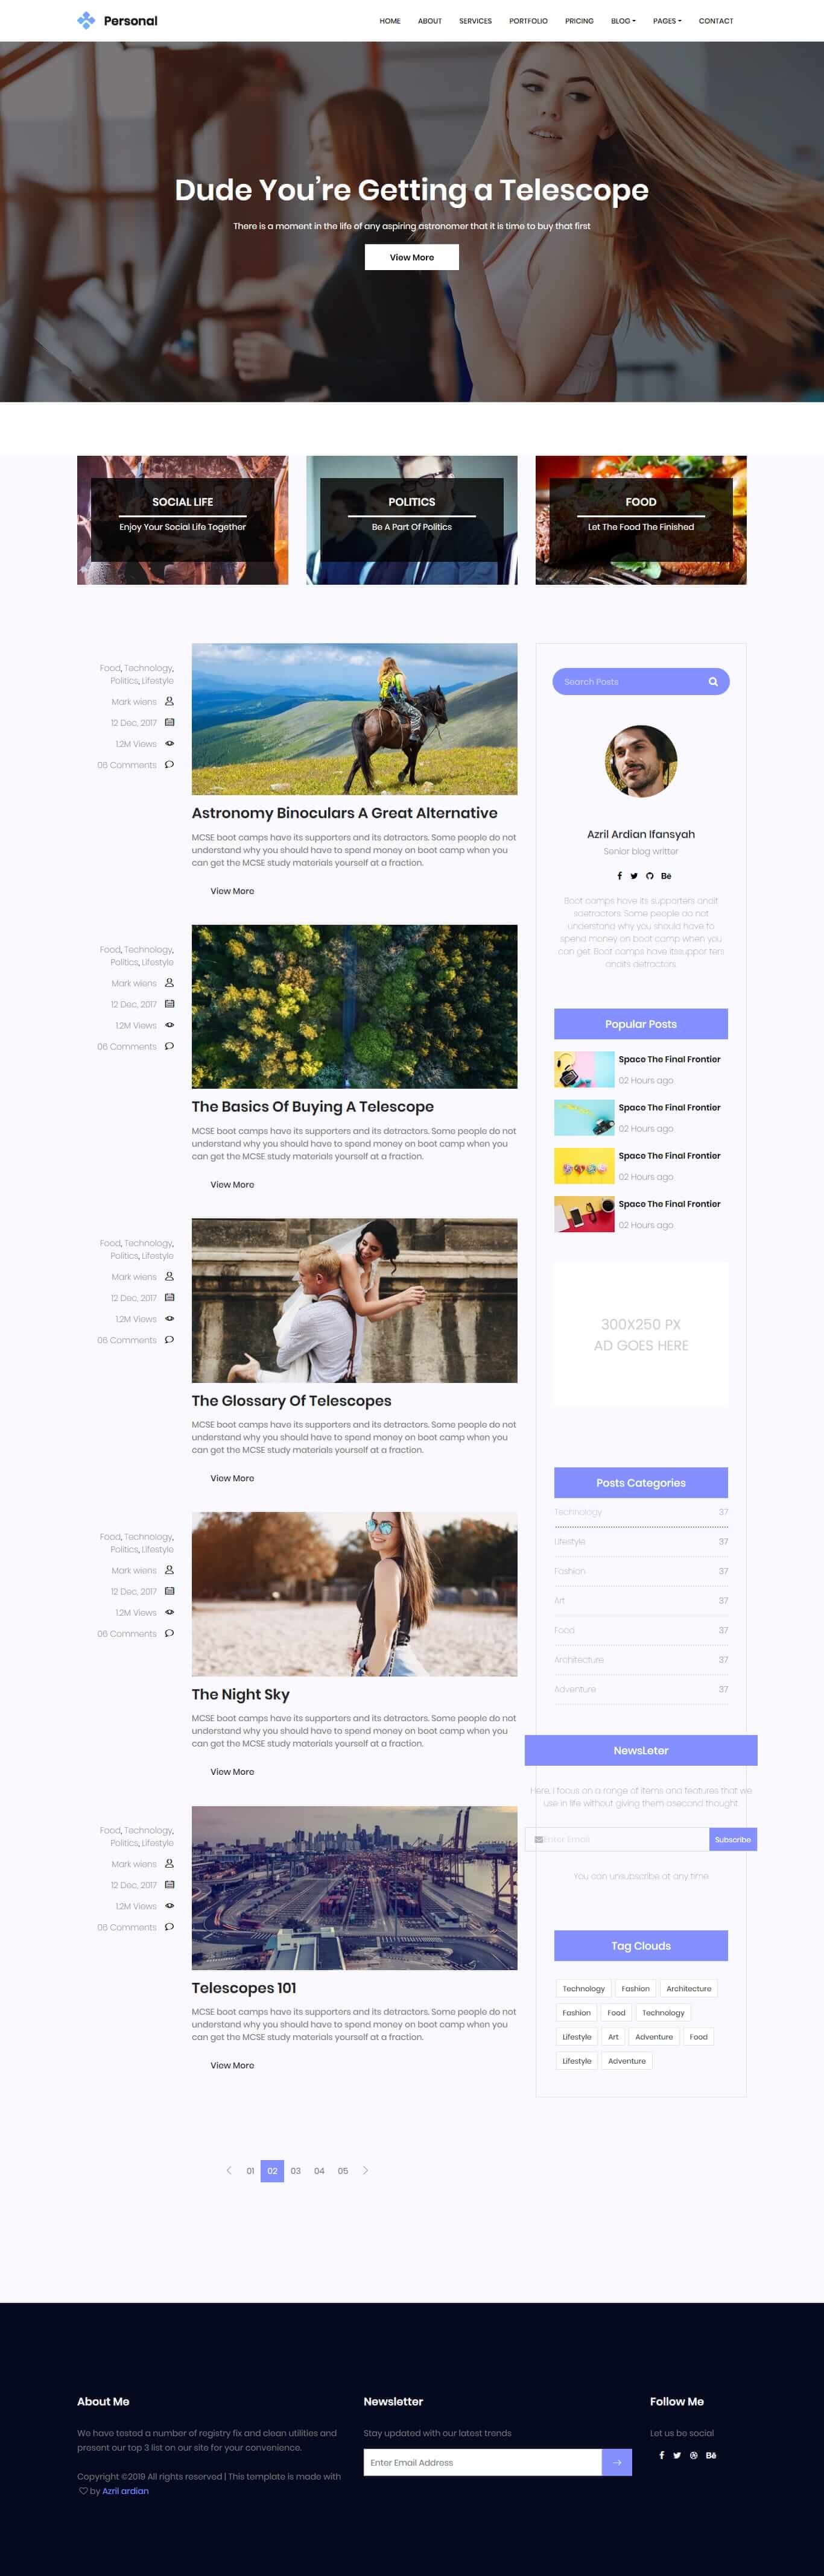 Personal
HOME ABOUT SERVICES PORTFOLIO PRICING BLOG PAGES CONTACT
Dude You're Getting a Telescope
There is a moment in the life of any aspiring astronomer that it is time to buy that first
View More
SOCIAL LIFE
Enjoy Your Social Life Together
POLITICS
Be A Part Of Politics
FOOD
Let The Food The Finished
Food, Technology,
Politics, Lifestyle
Mark wiens
12 Dec, 2017
1.2M Views
06 Comments
Astronomy Binoculars A Great Alternative
MCSE boot camps have its supporters and its detractors. Some people do not
understand why you should have to spend money on boot camp when you
can get the MCSE study materials yourself at a fraction.
View More
Food, Technology,
Politics, Lifestyle
Mark wiens
12 Dec, 2017
1.2M Views
06 Comments
The Basics Of Buying A Telescope
MCSE boot camps have its supporters and its detractors. Some people do not
understand why you should have to spend money on boot camp when you
can get the MCSE study materials yourself at a fraction.
View More
Food, Technology,
Politics, Lifestyle
Mark wiens
12 Dec, 2017
1.2M Views
06 Comments
The Glossary Of Telescopes
MCSE boot camps have its supporters and its detractors. Some people do not
understand why you should have to spend money on boot camp when you
can get the MCSE study materials yourself at a fraction.
View More
Food, Technology,
Politics, Lifestyle
Mark wiens
12 Dec, 2017
1.2M Views
06 Comments
The Night Sky
MCSE boot camps have its supporters and its detractors. Some people do not
understand why you should have to spend money on boot camp when you
can get the MCSE study materials yourself at a fraction.
View More
Food, Technology,
Politics, Lifestyle
Mark wiens
12 Dec, 2017
1.2M Views
06 Comments
Telescopes 101
MCSE boot camps have its supporters and its detractors. Some people do not
understand why you should have to spend money on boot camp when you
can get the MCSE study materials yourself at a fraction.
View More
01 02 03 04 05
Search Posts
Azril Ardian Ifansyah
Senior blog writter
Boot camps have its supporters andit
sdetractors. Some people do not
understand why you should have to
spend money on boot camp when you
can get. Boot camps have itssuppor ters
andits detractors.
Popular Posts
Space The Final Frontier
02 Hours ago
Space The Final Frontier
02 Hours ago
Space The Final Frontier
02 Hours ago
Space The Final Frontier
02 Hours ago
300X250 PX
AD GOES HERE
Posts Categories
Technology 37
Lifestyle 37
Fashion 37
Art 37
Food 37
Architecture 37
Adventure 37
NewsLeter
Here, I focus on a range of items and features that we
use in life without giving them asecond thought
Enter Email
Subscribe
You can unsubscribe at any time
Tag Clouds
Technology Fashion Architecture
Fashion Food Technology
Lifestyle Art Adventure Food
Lifestyle Adventure
About Me
We have tested a number of registry fix and clean utilities and
present our top 3 list on our site for your convenience.
Copyright ©2019 All rights reserved | This template is made with
by Azril ardian
Newsletter
Stay updated with our latest trends
Enter Email Address
Follow Me
Let us be social